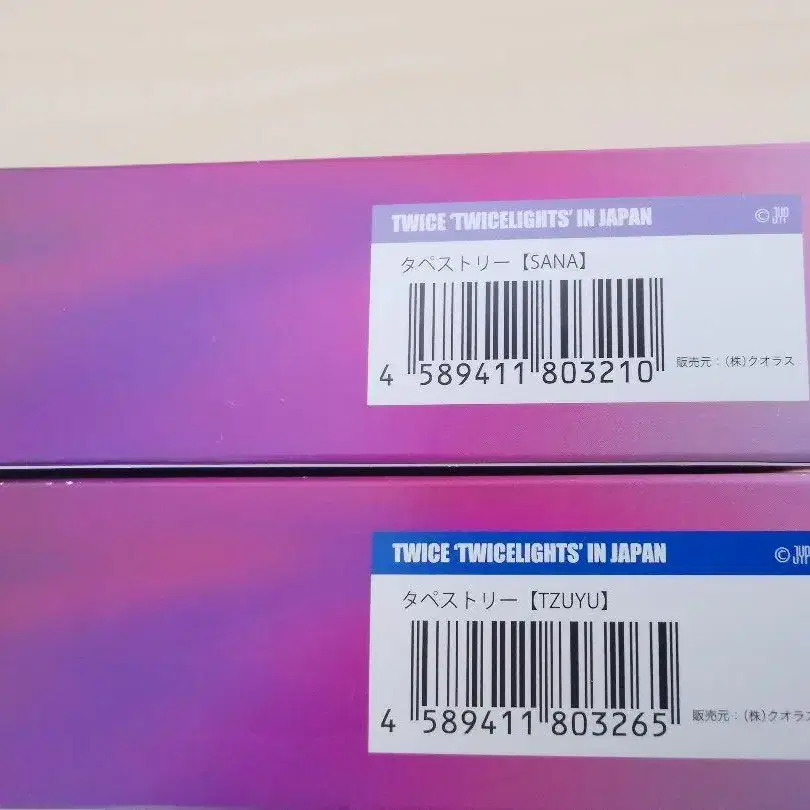 TWICE 'TWICELIGHTS' IN JAPAN ©JYP
タペストリー【SANA】
4 589411 803210
販売元：(株)クオラス
TWICE 'TWICELIGHTS' IN JAPAN ©JYP
タペストリー【TZUYU】
4 589411 803265
販売元：(株)クオラス